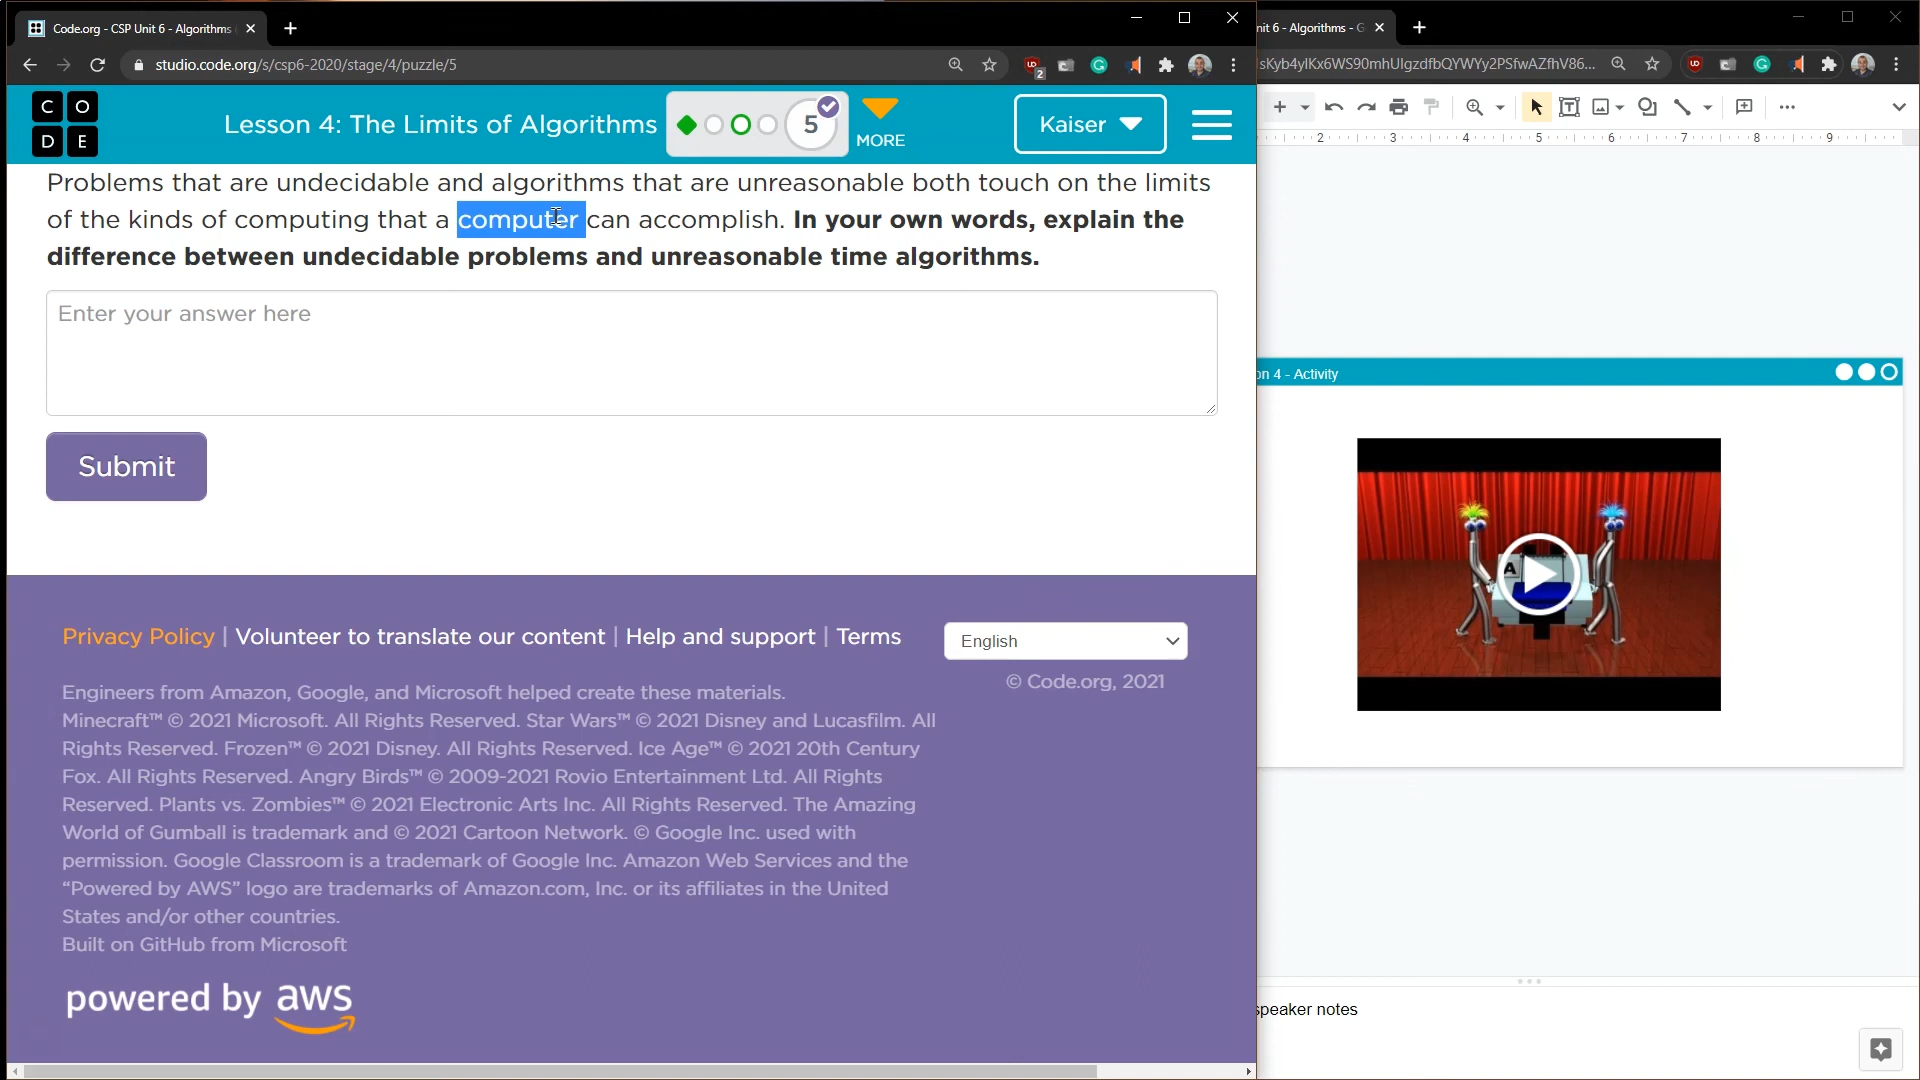 Code.org - CSP Unit 6 - Algorithms
nit 6 - Algorithms - G
studio.code.org/s/csp6-2020/stage/4/puzzle/5
2
sKyb4ylKx6WS90mhUlgzdfbQYWYy2PSfwAZfhV86...
C O
D E
Lesson 4: The Limits of Algorithms
5
MORE
Kaiser
2 3 4 5 6 7 8 9
Problems that are undecidable and algorithms that are unreasonable both touch on the limits
of the kinds of computing that a computer can accomplish. In your own words, explain the
difference between undecidable problems and unreasonable time algorithms.
Enter your answer here
Submit
on 4 - Activity
A
Privacy Policy | Volunteer to translate our content | Help and support | Terms
English
© Code.org, 2021
Engineers from Amazon, Google, and Microsoft helped create these materials.
Minecraft™ © 2021 Microsoft. All Rights Reserved. Star Wars™ © 2021 Disney and Lucasfilm. All
Rights Reserved. Frozen™ © 2021 Disney. All Rights Reserved. Ice Age™ © 2021 20th Century
Fox. All Rights Reserved. Angry Birds™ © 2009-2021 Rovio Entertainment Ltd. All Rights
Reserved. Plants vs. Zombies™ © 2021 Electronic Arts Inc. All Rights Reserved. The Amazing
World of Gumball is trademark and © 2021 Cartoon Network. © Google Inc. used with
permission. Google Classroom is a trademark of Google Inc. Amazon Web Services and the
“Powered by AWS” logo are trademarks of Amazon.com, Inc. or its affiliates in the United
States and/or other countries.
Built on GitHub from Microsoft
powered by aws
speaker notes